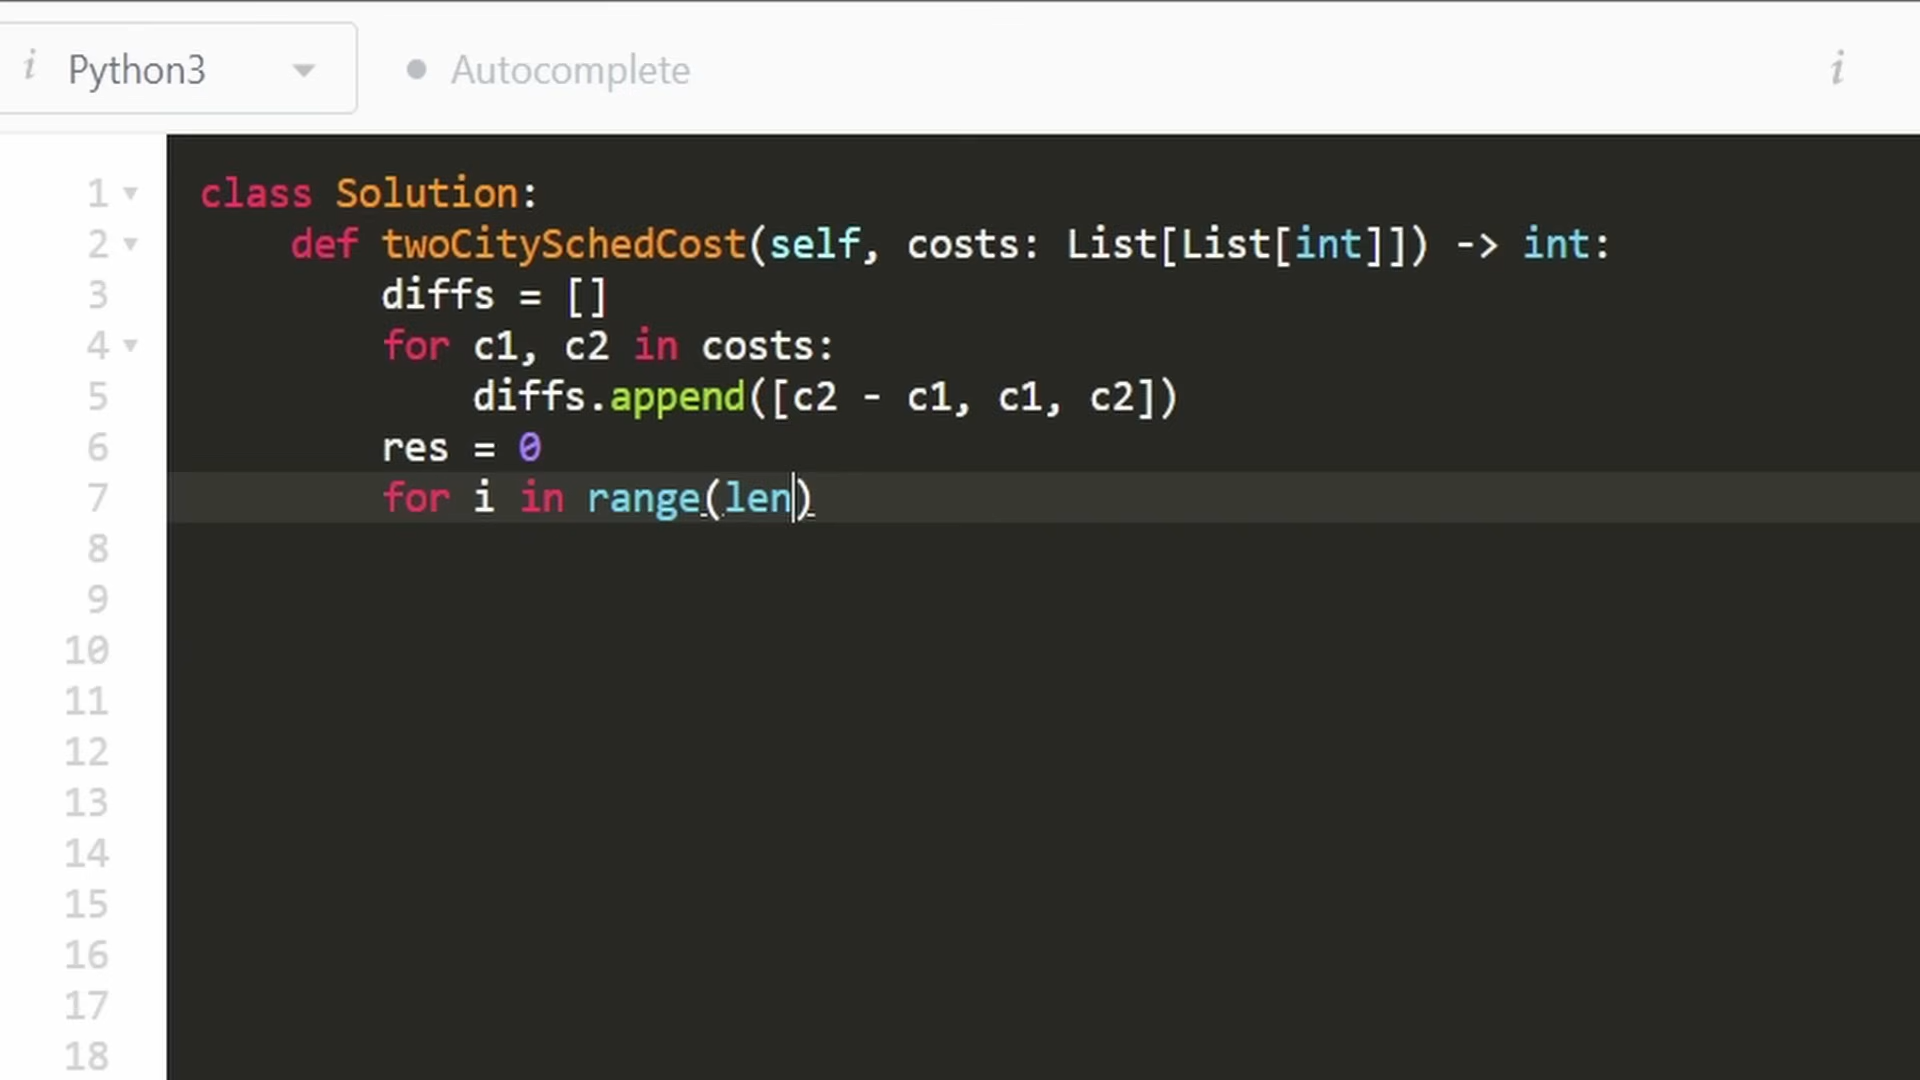 i Python3 Autocomplete i
1 class Solution:
2 def twoCitySchedCost(self, costs: List[List[int]]) -> int:
3 diffs = []
4 for c1, c2 in costs:
5 diffs.append([c2 - c1, c1, c2])
6 res = 0
7 for i in range(len)
8
9
10
11
12
13
14
15
16
17
18